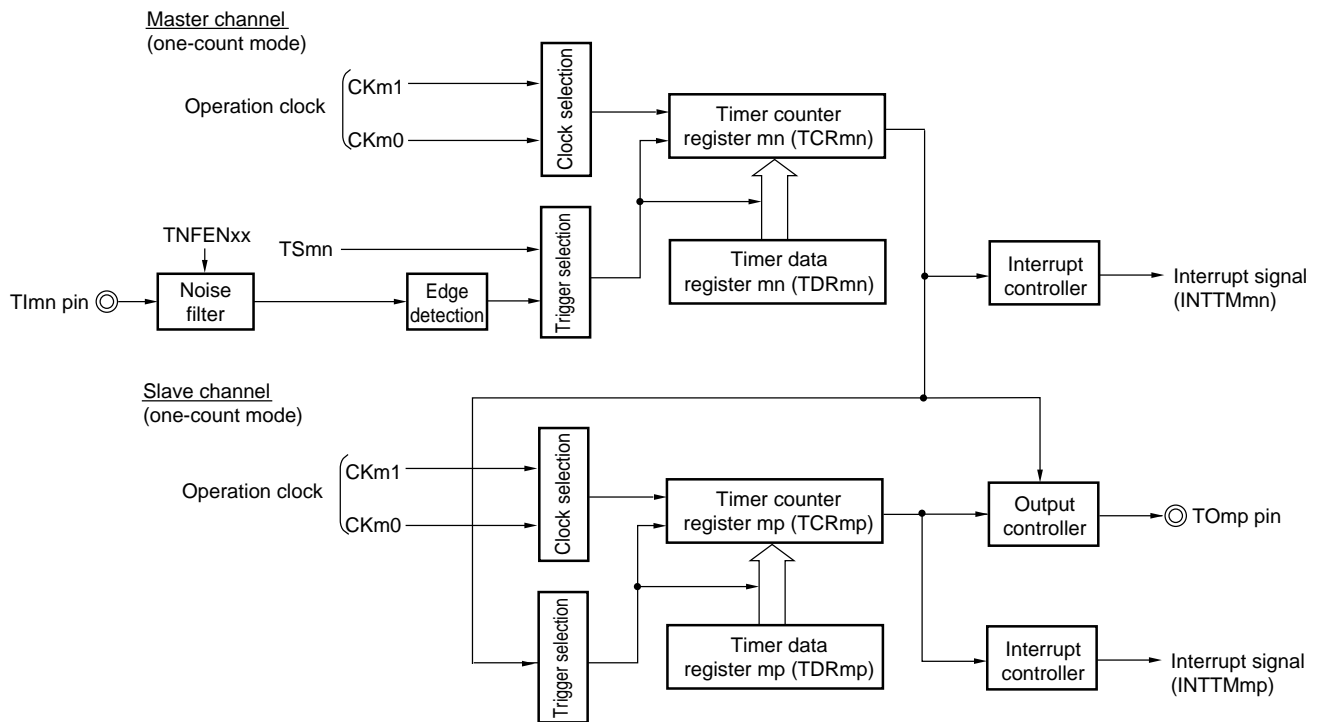 Master channel
(one-count mode)
Operation clock
CKm1
CKm0
Clock selection
Timer counter
register mn (TCRmn)
TNFENxx
TSmn
TImn pin
Noise
filter
Edge
detection
Trigger selection
Timer data
register mn (TDRmn)
Interrupt
controller
Interrupt signal
(INTTMmn)
Slave channel
(one-count mode)
Operation clock
CKm1
CKm0
Clock selection
Timer counter
register mp (TCRmp)
Output
controller
TOmp pin
Trigger selection
Timer data
register mp (TDRmp)
Interrupt
controller
Interrupt signal
(INTTMmp)